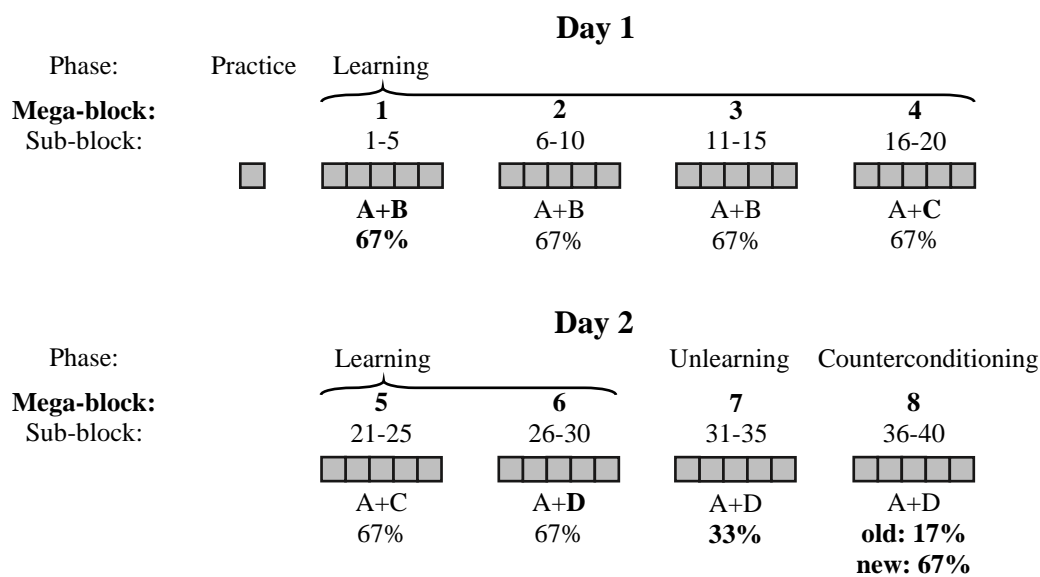 Day 1
Phase: Practice Learning
Mega-block: 1 2 3 4
Sub-block: 1-5 6-10 11-15 16-20
A+B A+B A+B A+C
67% 67% 67% 67%
Day 2
Phase: Learning Unlearning Counterconditioning
Mega-block: 5 6 7 8
Sub-block: 21-25 26-30 31-35 36-40
A+C A+D A+D A+D
67% 67% 33% old: 17%
new: 67%